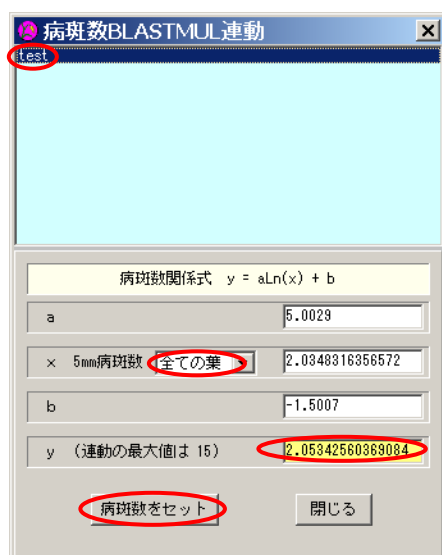 病斑数BLASTMUL連動
test
病斑数関係式 y = aLn(x) + b
a 5.0029
x 5mm病斑数 全ての葉 2.0348316356572
b -1.5007
y (連動の最大値は 15) 2.05342560369084
病斑数をセット 閉じる